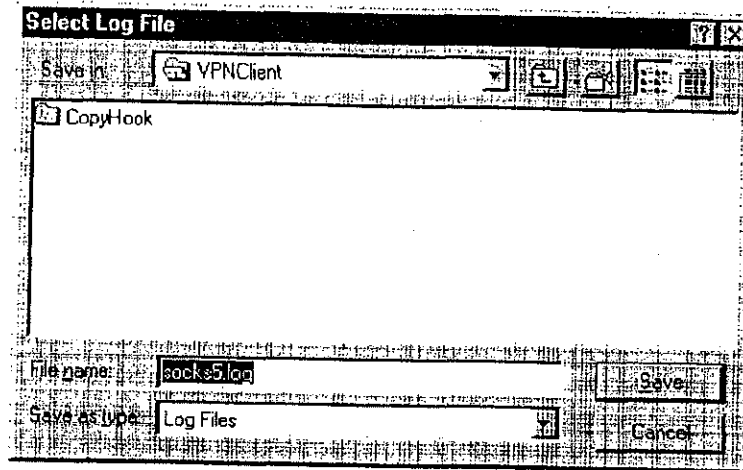 Select Log File
Save in: VPNClient
CopyHook
File name: socks5.log Save
Save as type: Log Files Cancel